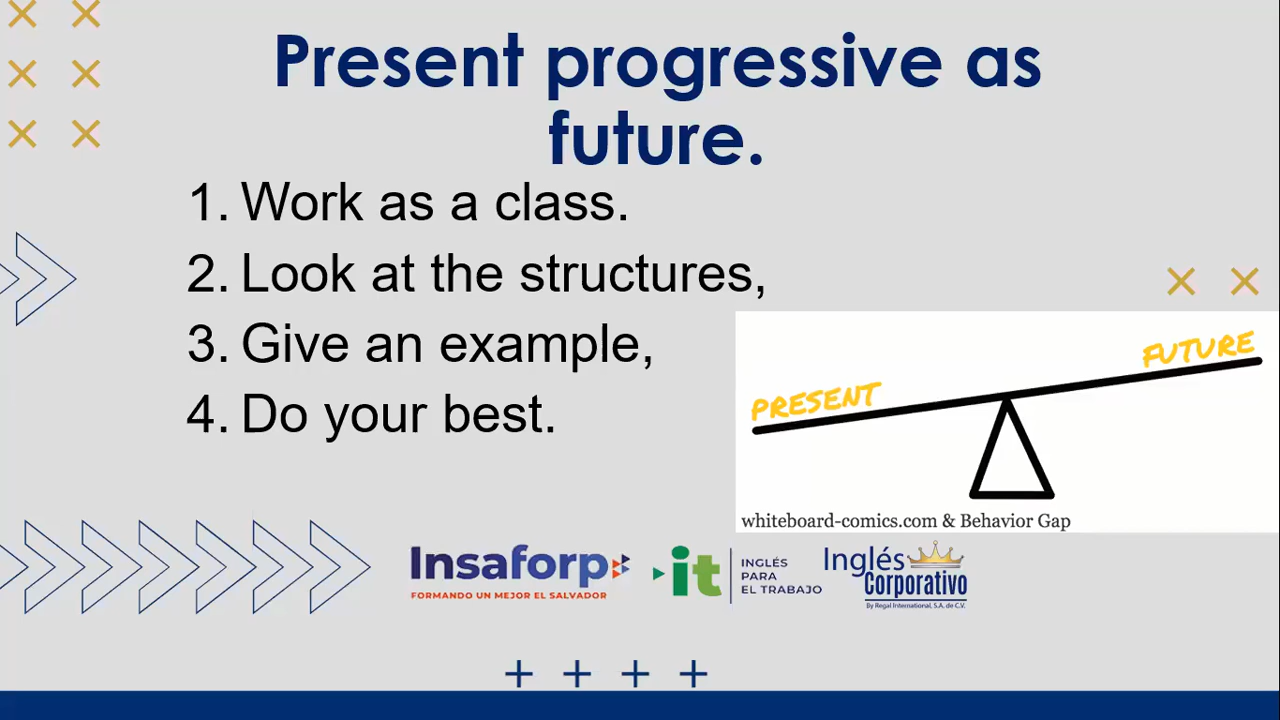 Present progressive as
future.
1. Work as a class.
2. Look at the structures,
3. Give an example,
4. Do your best.
PRESENT
FUTURE
whiteboard-comics.com & Behavior Gap
Insaforp
FORMANDO UN MEJOR EL SALVADOR
it
INGLÉS
PARA
EL TRABAJO
Inglés
Corporativo
By Regal International, S.A. de C.V.